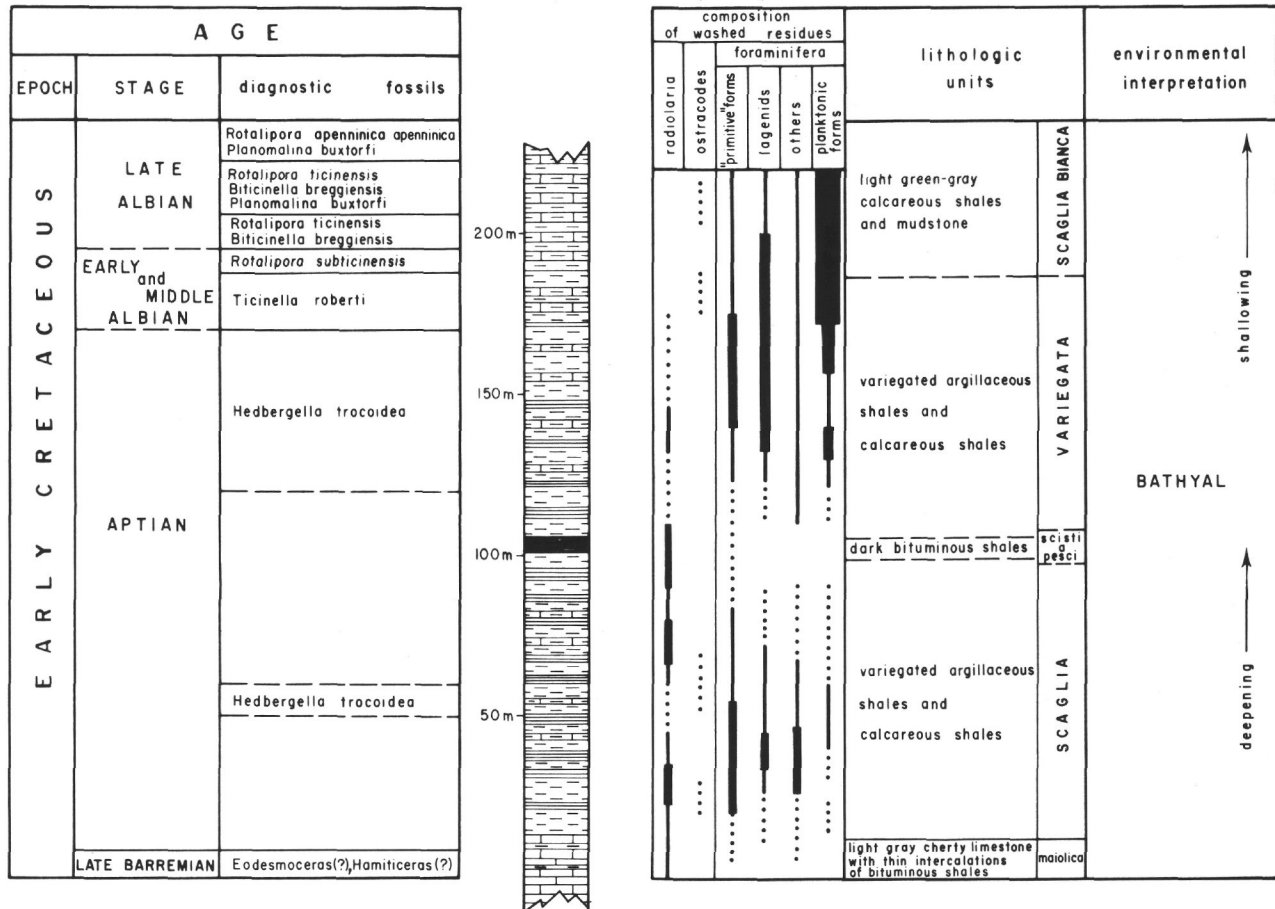 A G E
EPOCH
STAGE
diagnostic fossils
EARLY CRETACEOUS
LATE
ALBIAN
Rotalipora apenninica apenninica
Planomalina buxtorfi
Rotalipora ticinensis
Biticinella breggiensis
Planomalina buxtorfi
Rotalipora ticinensis
Biticinella breggiensis
EARLY
and
MIDDLE
ALBIAN
Rotalipora subticinensis
Ticinella roberti
APTIAN
Hedbergella trocoidea
Hedbergella trocoidea
LATE BARREMIAN
Eodesmoceras(?),Hamiticeras(?)
200m
150m
100m
50m
composition
of washed residues
foraminifera
radiolaria
ostracodes
"primitive" forms
lagenids
others
planktonic
forms
lithologic
units
environmental
interpretation
light green-gray
calcareous shales
and mudstone
SCAGLIA BIANCA
variegated argillaceous
shales and
calcareous shales
VARIEGATA
dark bituminous shales
scisti
a
pesci
variegated argillaceous
shales and
calcareous shales
SCAGLIA
light gray cherty limestone
with thin intercalations
of bituminous shales
maiolica
BATHYAL
shallowing
deepening